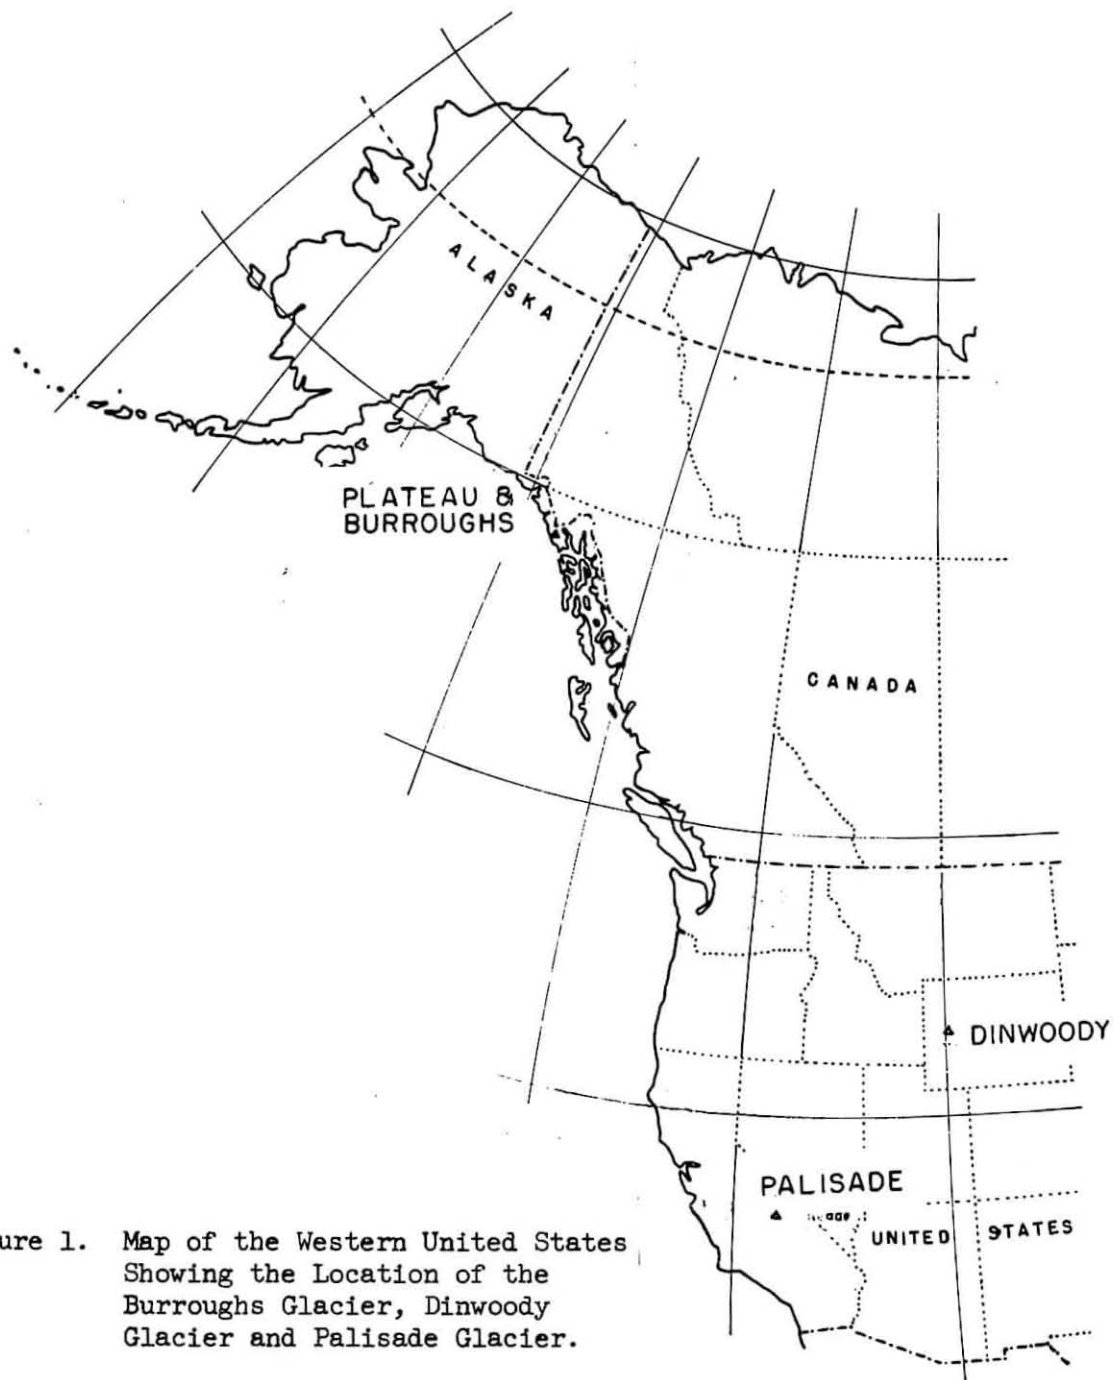 ALASKA
PLATEAU &
BURROUGHS
CANADA
DINWOODY
PALISADE
UNITED STATES
ure 1. Map of the Western United States
Showing the Location of the
Burroughs Glacier, Dinwoody
Glacier and Palisade Glacier.